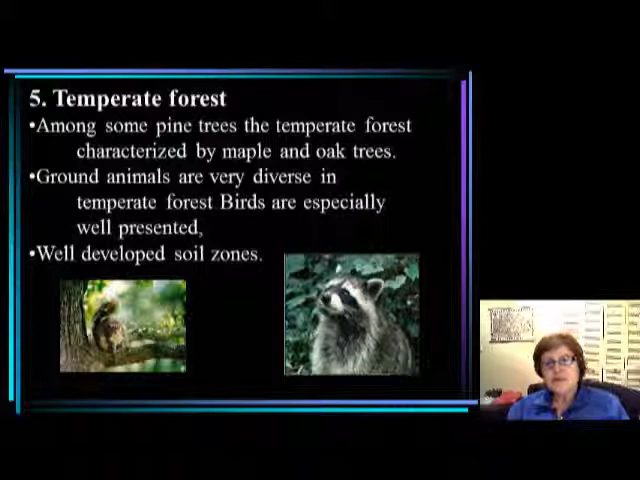 5. Temperate forest
•Among some pine trees the temperate forest
characterized by maple and oak trees.
•Ground animals are very diverse in
temperate forest Birds are especially
well presented,
•Well developed soil zones.